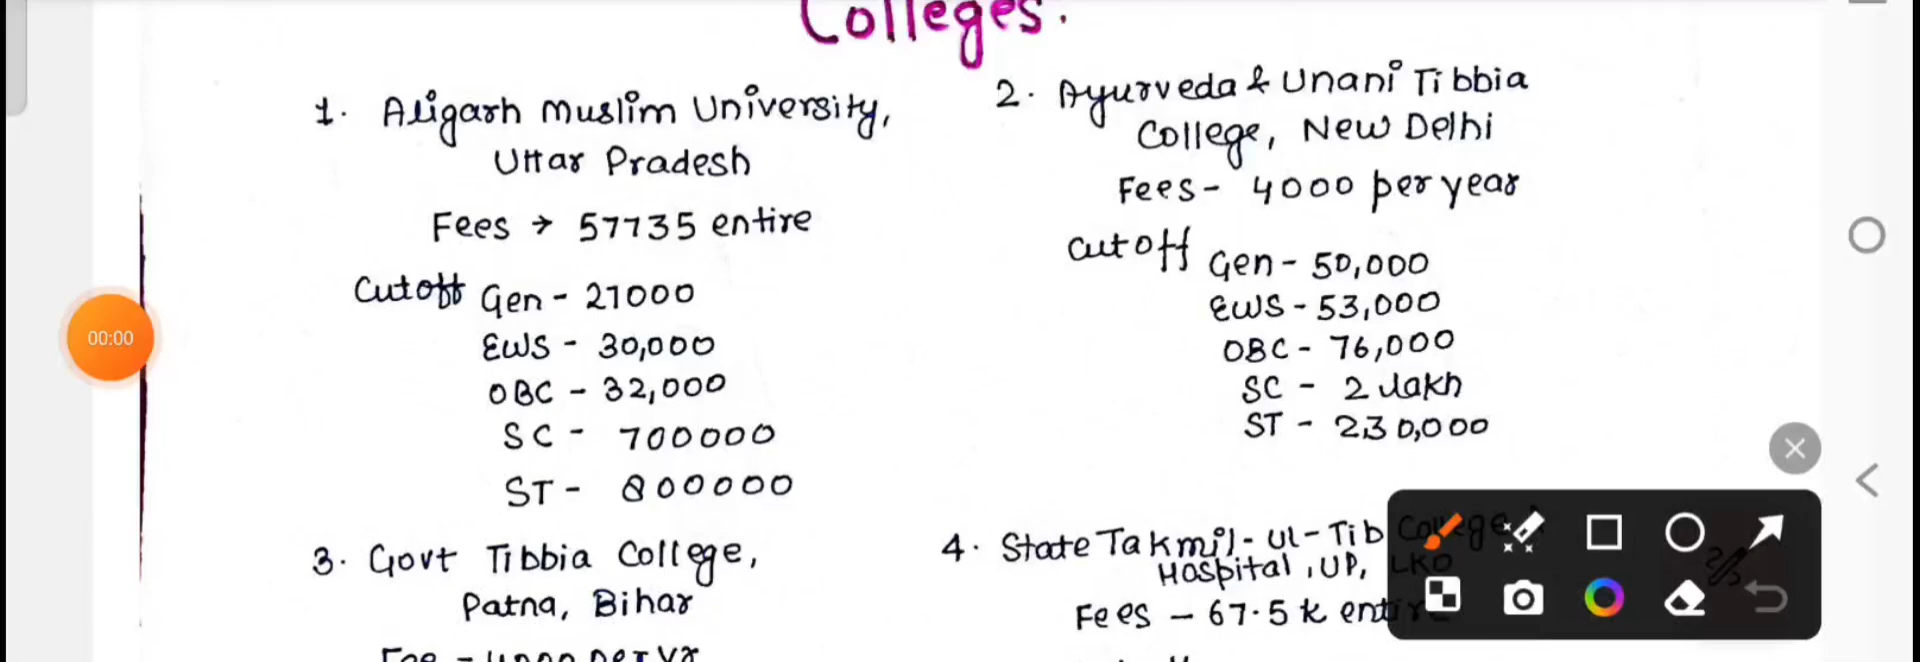 Colleges.
1. Aligarh Muslim University,
Uttar Pradesh
Fees → 57735 entire
Cutoff Gen - 21000
EWS - 30,000
OBC - 32,000
SC - 700000
ST - 800000
2. Ayurveda & Unani Tibbia
College, New Delhi
Fees - 4000 per year
Cutoff Gen - 50,000
EWS - 53,000
OBC - 76,000
SC - 2 lakh
ST - 230,000
3. Govt Tibbia College,
Patna, Bihar
4. State Takmil-Ul-Tib College
Hospital, UP, LKO
Fees - 67.5 k entire
00:00